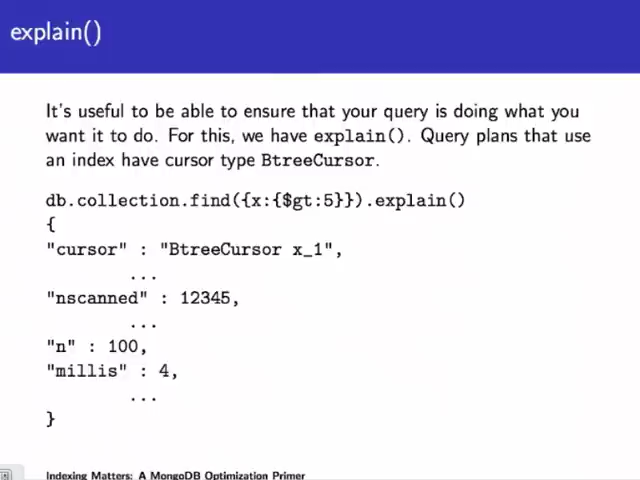 explain()
It's useful to be able to ensure that your query is doing what you
want it to do. For this, we have explain(). Query plans that use
an index have cursor type BtreeCursor.
db.collection.find({x:{$gt:5}}).explain()
{
"cursor" : "BtreeCursor x_1",
...
"nscanned" : 12345,
...
"n" : 100,
"millis" : 4,
...
}
Indexing Matters: A MongoDB Optimization Primer